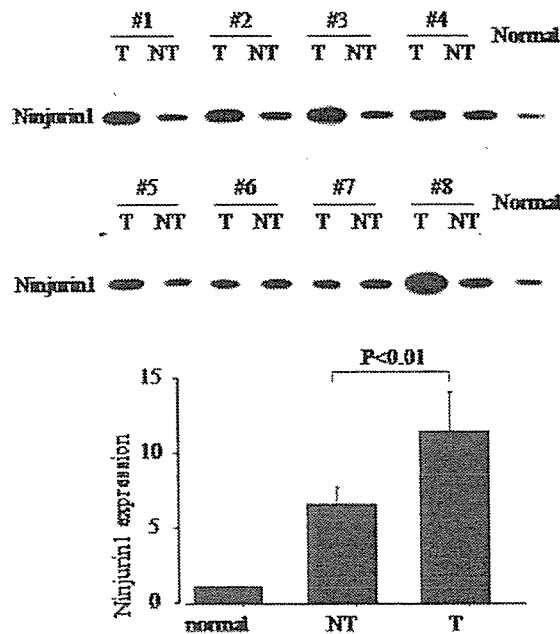 #1 #2 #3 #4 Normal
T NT T NT T NT T NT
Ninjurin1
#5 #6 #7 #8 Normal
T NT T NT T NT T NT
Ninjurin1
P<0.01
15
10
5
0
Ninjurin1 expression
normal NT T